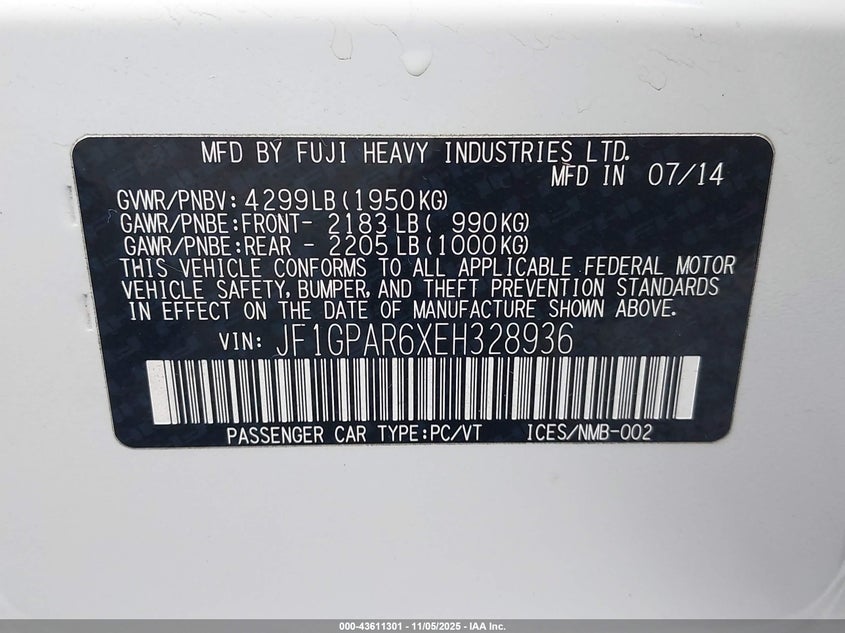 MFD BY FUJI HEAVY INDUSTRIES LTD.
MFD IN 07/14
GVWR/PNBV: 4299LB(1950KG)
GAWR/PNBE:FRONT- 2183 LB( 990KG)
GAWR/PNBE:REAR - 2205 LB(1000KG)
THIS VEHICLE CONFORMS TO ALL APPLICABLE FEDERAL MOTOR
VEHICLE SAFETY, BUMPER, AND THEFT PREVENTION STANDARDS
IN EFFECT ON THE DATE OF MANUFACTURE SHOWN ABOVE.
VIN: JF1GPAR6XEH328936
PASSENGER CAR TYPE:PC/VT ICES/NMB-002
000-43611301 - 11/05/2025 - IAA Inc.